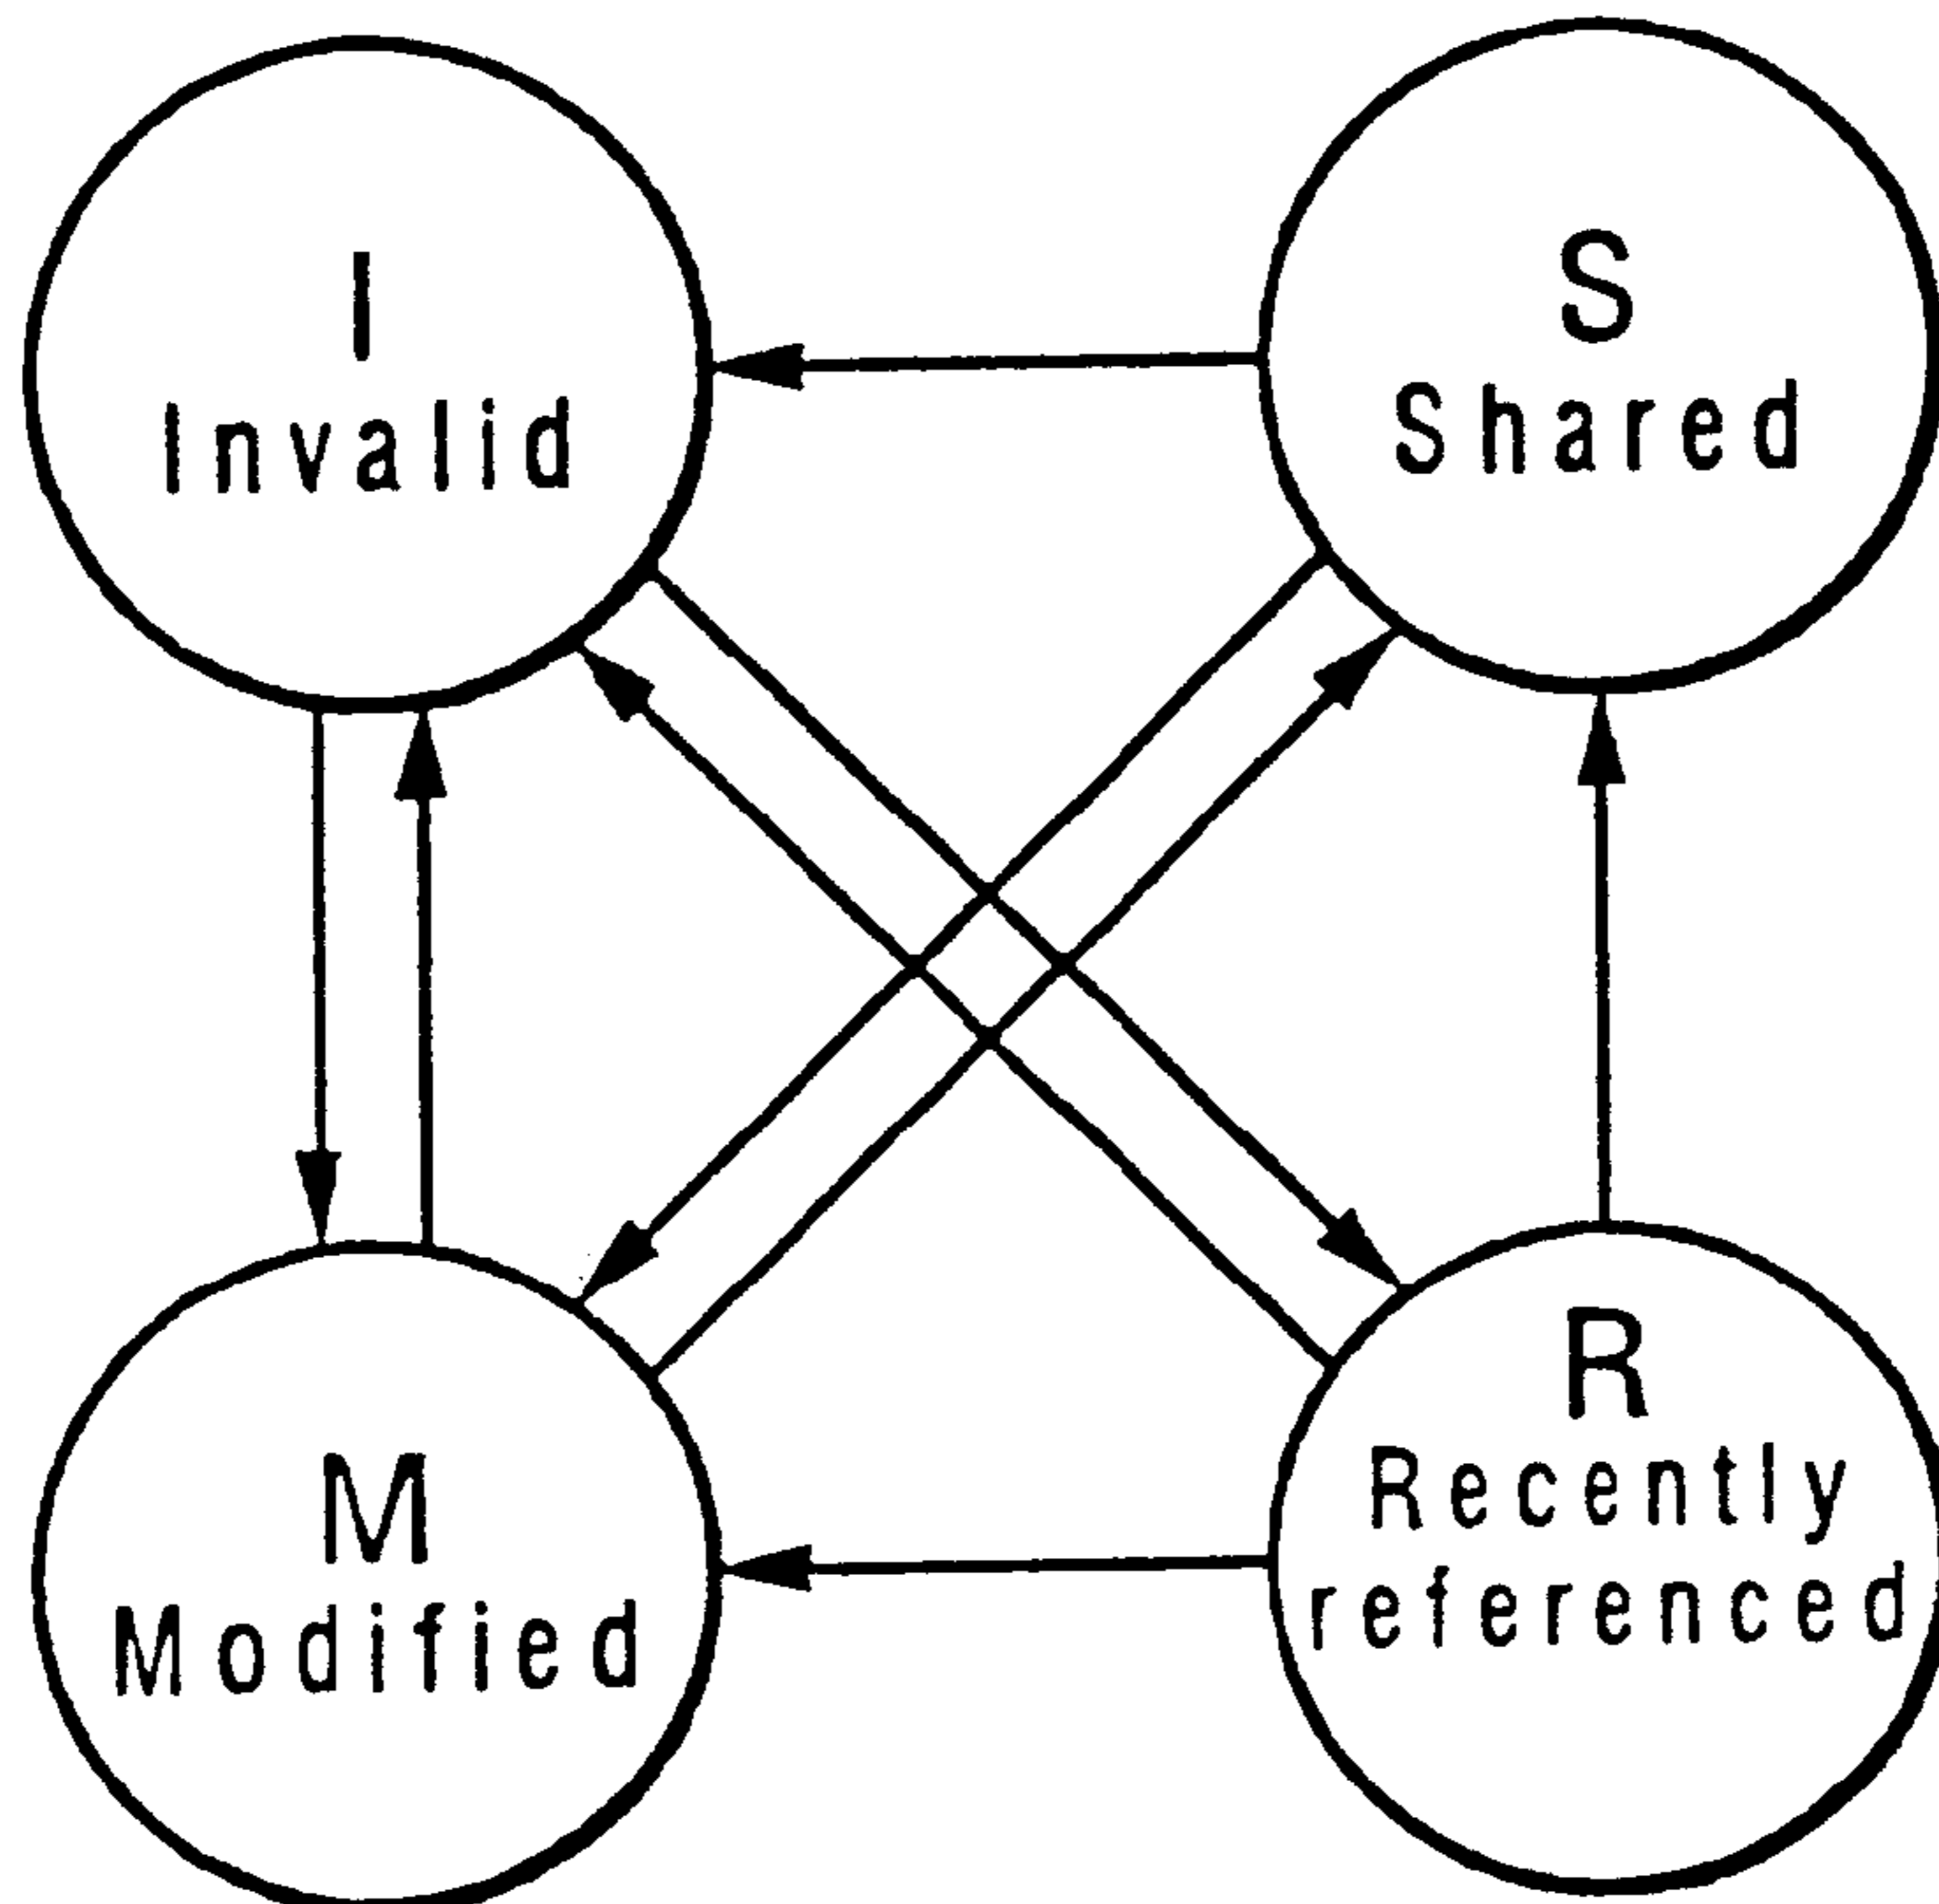 I
Invalid
S
Shared
M
Modified
R
Recently
referenced